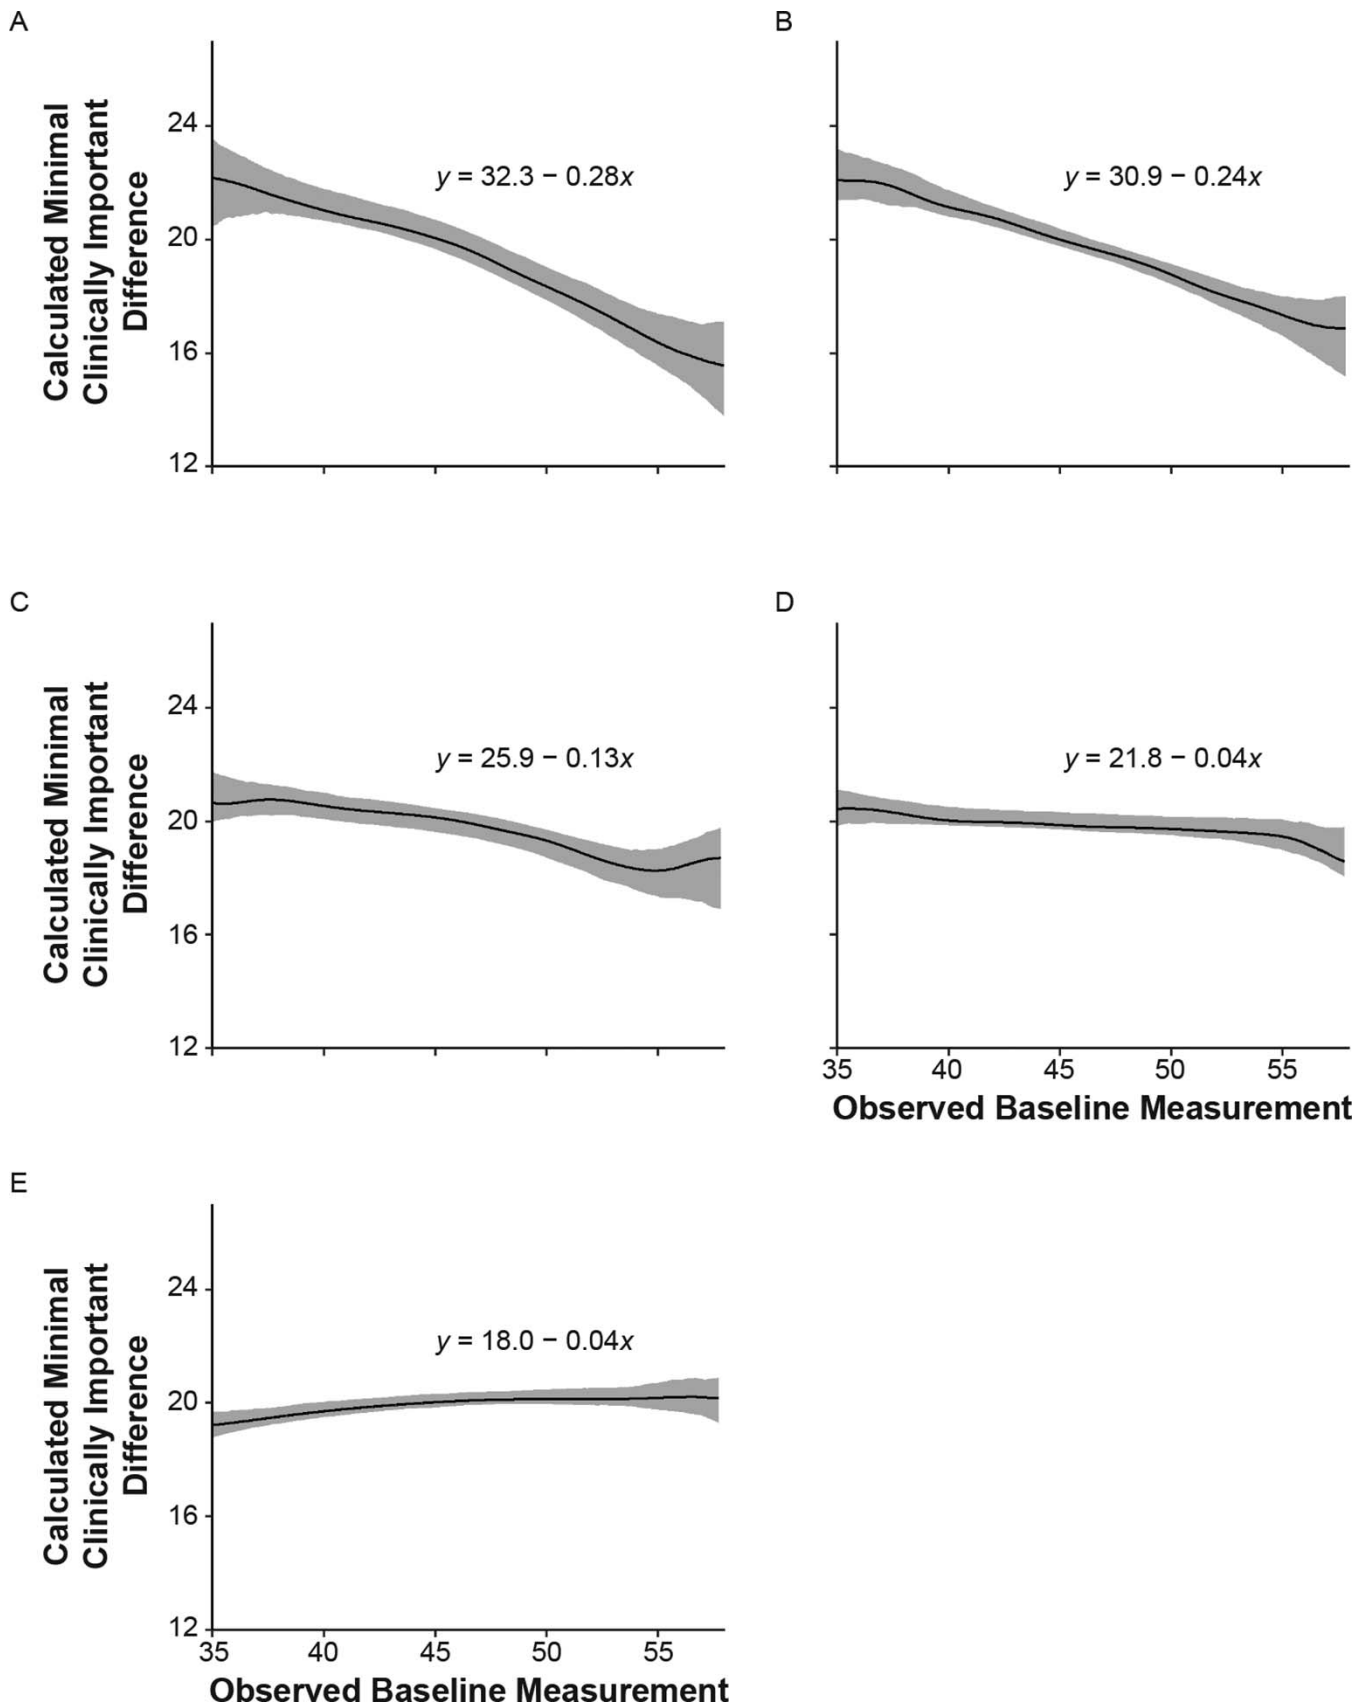 A
Calculated Minimal
Clinically Important
Difference
24
20
16
12
y = 32.3 − 0.28x
B
y = 30.9 − 0.24x
C
Calculated Minimal
Clinically Important
Difference
24
20
16
12
y = 25.9 − 0.13x
D
y = 21.8 − 0.04x
35 40 45 50 55
Observed Baseline Measurement
E
Calculated Minimal
Clinically Important
Difference
24
20
16
12
y = 18.0 − 0.04x
35 40 45 50 55
Observed Baseline Measurement